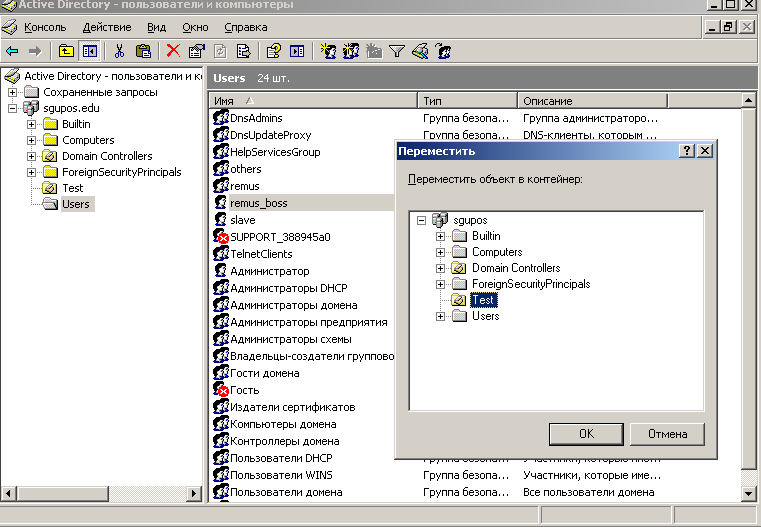 Active Directory - пользователи и компьютеры
Консоль Действие Вид Окно Справка
Active Directory - пользователи и к
Сохраненные запросы
sgupos.edu
Builtin
Computers
Domain Controllers
ForeignSecurityPrincipals
Test
Users
Users 24 шт.
Имя Тип Описание
DnsAdmins Группа безопа... Группа администраторо...
DnsUpdateProxy Группа безопа... DNS-клиенты, которым ...
HelpServicesGroup
others
remus
remus_boss
slave
SUPPORT_388945a0
TelnetClients
Администратор
Администраторы DHCP
Администраторы домена
Администраторы предприятия
Администраторы схемы
Владельцы-создатели группово
Гости домена
Гость
Издатели сертификатов
Компьютеры домена
Контроллеры домена
Пользователи DHCP
Пользователи WINS Группа безопа... Участники, которые име...
Пользователи домена Группа безопа... Все пользователи домена
Переместить
Переместить объект в контейнер:
sgupos
Builtin
Computers
Domain Controllers
ForeignSecurityPrincipals
Test
Users
OK Отмена